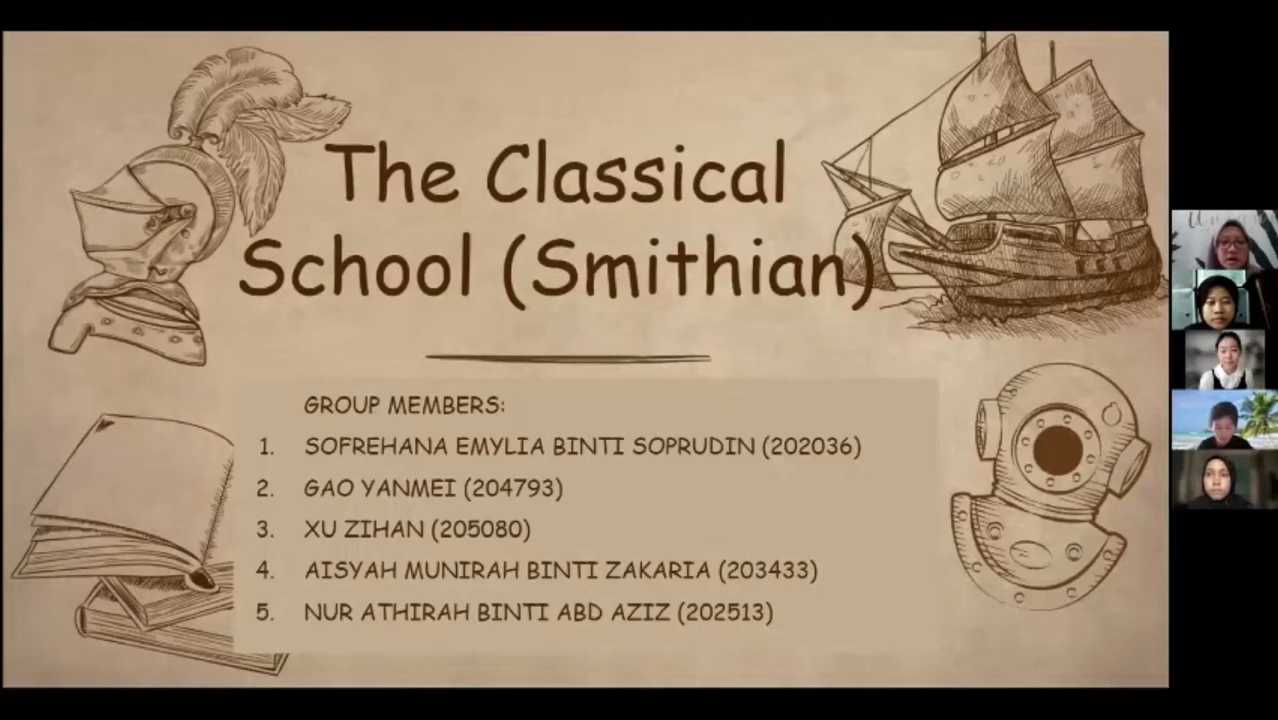 The Classical
School (Smithian)
GROUP MEMBERS:
1. SOFREHANA EMYLIA BINTI SOPRUDIN (202036)
2. GAO YANMEI (204793)
3. XU ZIHAN (205080)
4. AISYAH MUNIRAH BINTI ZAKARIA (203433)
5. NUR ATHIRAH BINTI ABD AZIZ (202513)